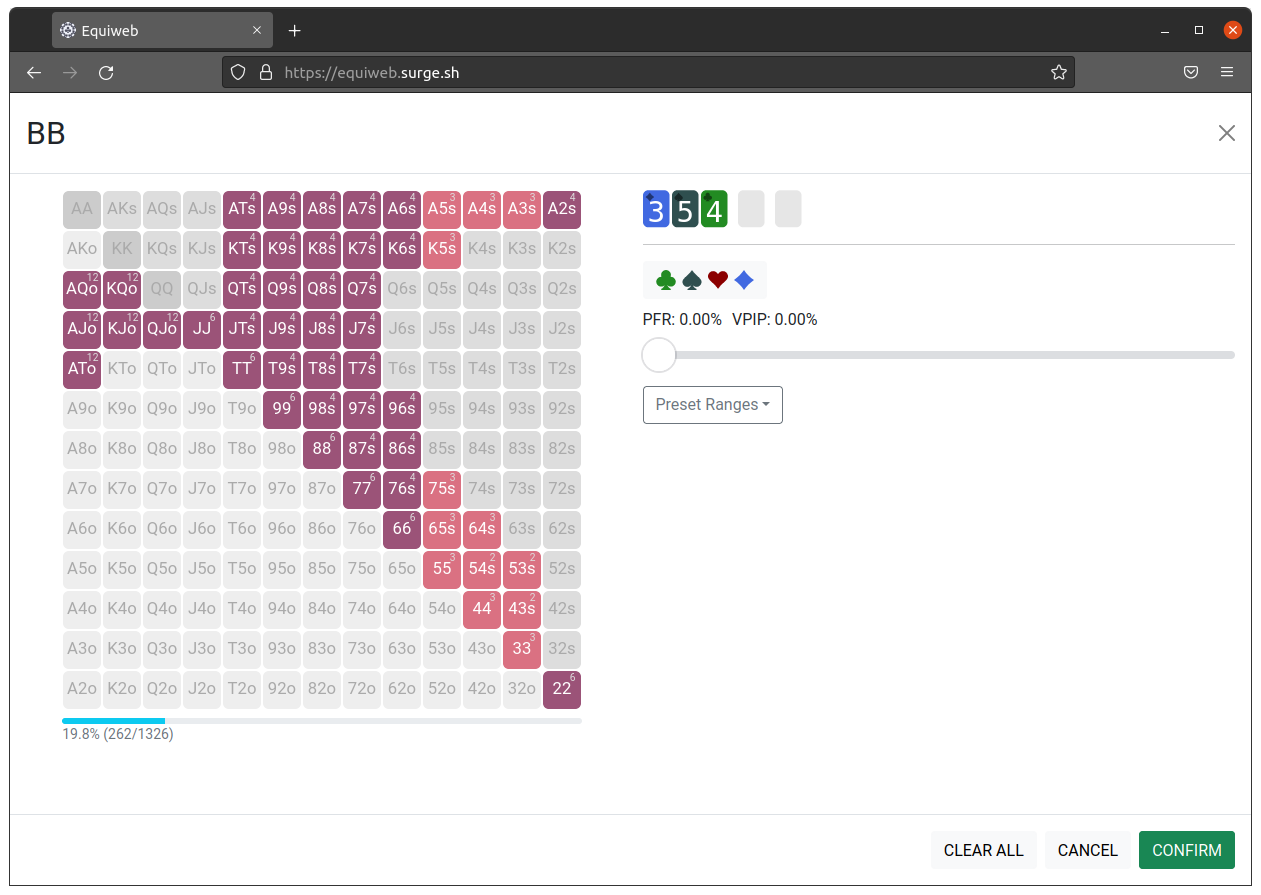 Equiweb
https://equiweb.surge.sh
BB
AA AKs AQs AJs ATs 4 A9s 4 A8s 4 A7s 4 A6s 4 A5s 3 A4s 3 A3s 3 A2s 4
AKo KK KQs KJs KTs 4 K9s 4 K8s 4 K7s 4 K6s 4 K5s 3 K4s K3s K2s
AQo 12 KQo 12 QQ QJs QTs 4 Q9s 4 Q8s 4 Q7s 4 Q6s Q5s Q4s Q3s Q2s
AJo 12 KJo 12 QJo 12 JJ 6 JTs 4 J9s 4 J8s 4 J7s 4 J6s J5s J4s J3s J2s
ATo 12 KTo QTo JTo TT 6 T9s 4 T8s 4 T7s 4 T6s T5s T4s T3s T2s
A9o K9o Q9o J9o T9o 99 6 98s 4 97s 4 96s 4 95s 94s 93s 92s
A8o K8o Q8o J8o T8o 98o 88 6 87s 4 86s 4 85s 84s 83s 82s
A7o K7o Q7o J7o T7o 97o 87o 77 6 76s 4 75s 3 74s 73s 72s
A6o K6o Q6o J6o T6o 96o 86o 76o 66 6 65s 3 64s 3 63s 62s
A5o K5o Q5o J5o T5o 95o 85o 75o 65o 55 3 54s 2 53s 2 52s
A4o K4o Q4o J4o T4o 94o 84o 74o 64o 54o 44 3 43s 2 42s
A3o K3o Q3o J3o T3o 93o 83o 73o 63o 53o 43o 33 3 32s
A2o K2o Q2o J2o T2o 92o 82o 72o 62o 52o 42o 32o 22 6
19.8% (262/1326)
3 5 4
PFR: 0.00% VPIP: 0.00%
Preset Ranges
CLEAR ALL CANCEL CONFIRM